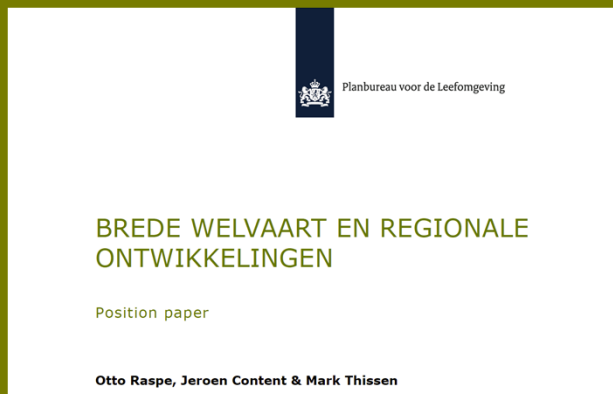 Planbureau voor de Leefomgeving
BREDE WELVAART EN REGIONALE
ONTWIKKELINGEN
Position paper
Otto Raspe, Jeroen Content & Mark Thissen